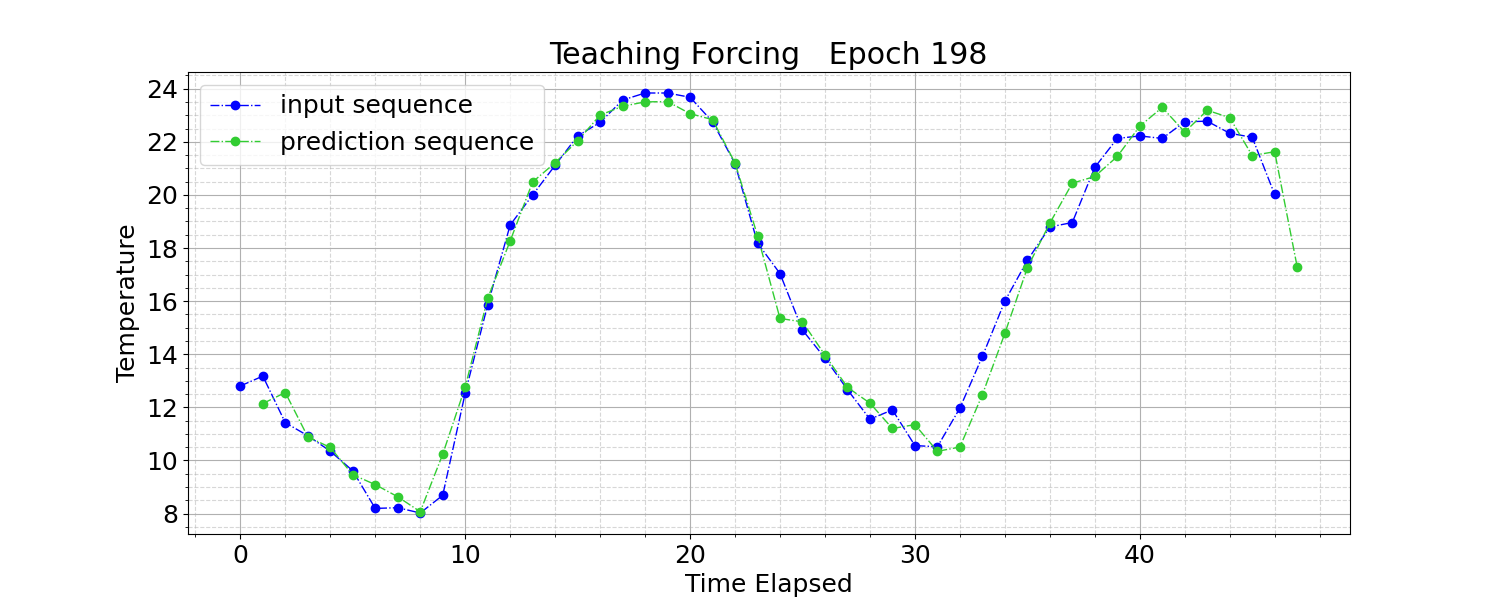 Teaching Forcing   Epoch 198
input sequence
prediction sequence
Temperature
24
22
20
18
16
14
12
10
8
0 10 20 30 40
Time Elapsed